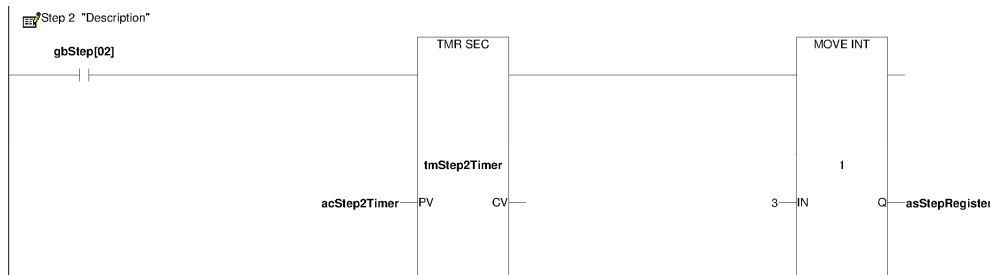 Step 2 "Description"
gbStep[02]
TMR SEC
MOVE INT
tmStep2Timer
1
acStep2Timer PV CV
3 IN Q asStepRegister